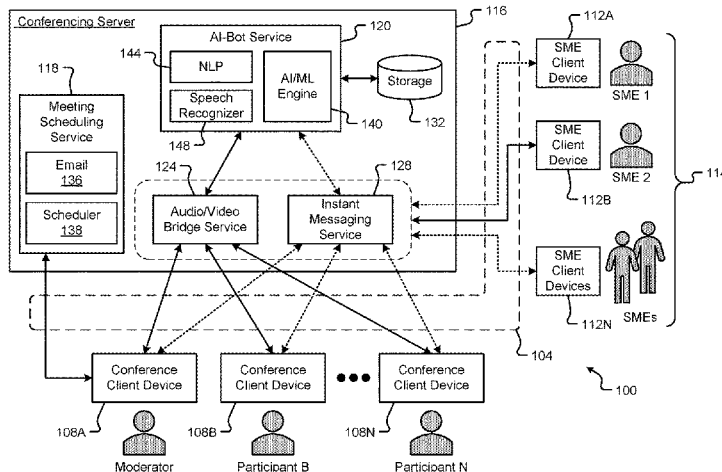 Conferencing Server
116
AI-Bot Service
120
144
NLP
Speech
Recognizer
148
AI/ML
Engine
140
Storage
132
118
Meeting
Scheduling
Service
Email
136
Scheduler
138
124
Audio/Video
Bridge Service
128
Instant
Messaging
Service
112A
SME
Client
Device
SME 1
SME
Client
Device
SME 2
112B
114
SME
Client
Devices
SMEs
112N
104
100
Conference
Client Device
108A
Moderator
Conference
Client Device
108B
Participant B
Conference
Client Device
108N
Participant N